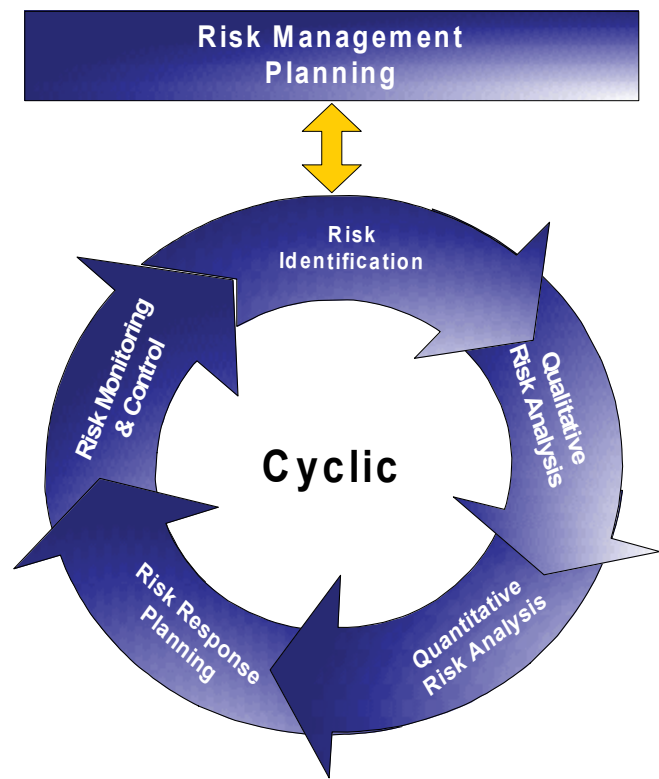 Risk Management
Planning
Risk
Identification
Qualitative
Risk Analysis
Quantitative
Risk Analysis
Risk Response
Planning
Risk Monitoring
& Control
Cyclic